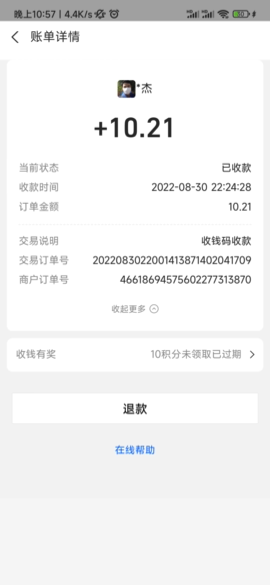 晚上10:57 | 4.4K/s
账单详情
*杰
+10.21
当前状态 已收款
收款时间 2022-08-30 22:24:28
订单金额 10.21
交易说明 收钱码收款
交易订单号 2022083022001413871402041709
商户订单号 46618694575602277313870
收起更多
收钱有奖 10积分未领取已过期
退款
在线帮助